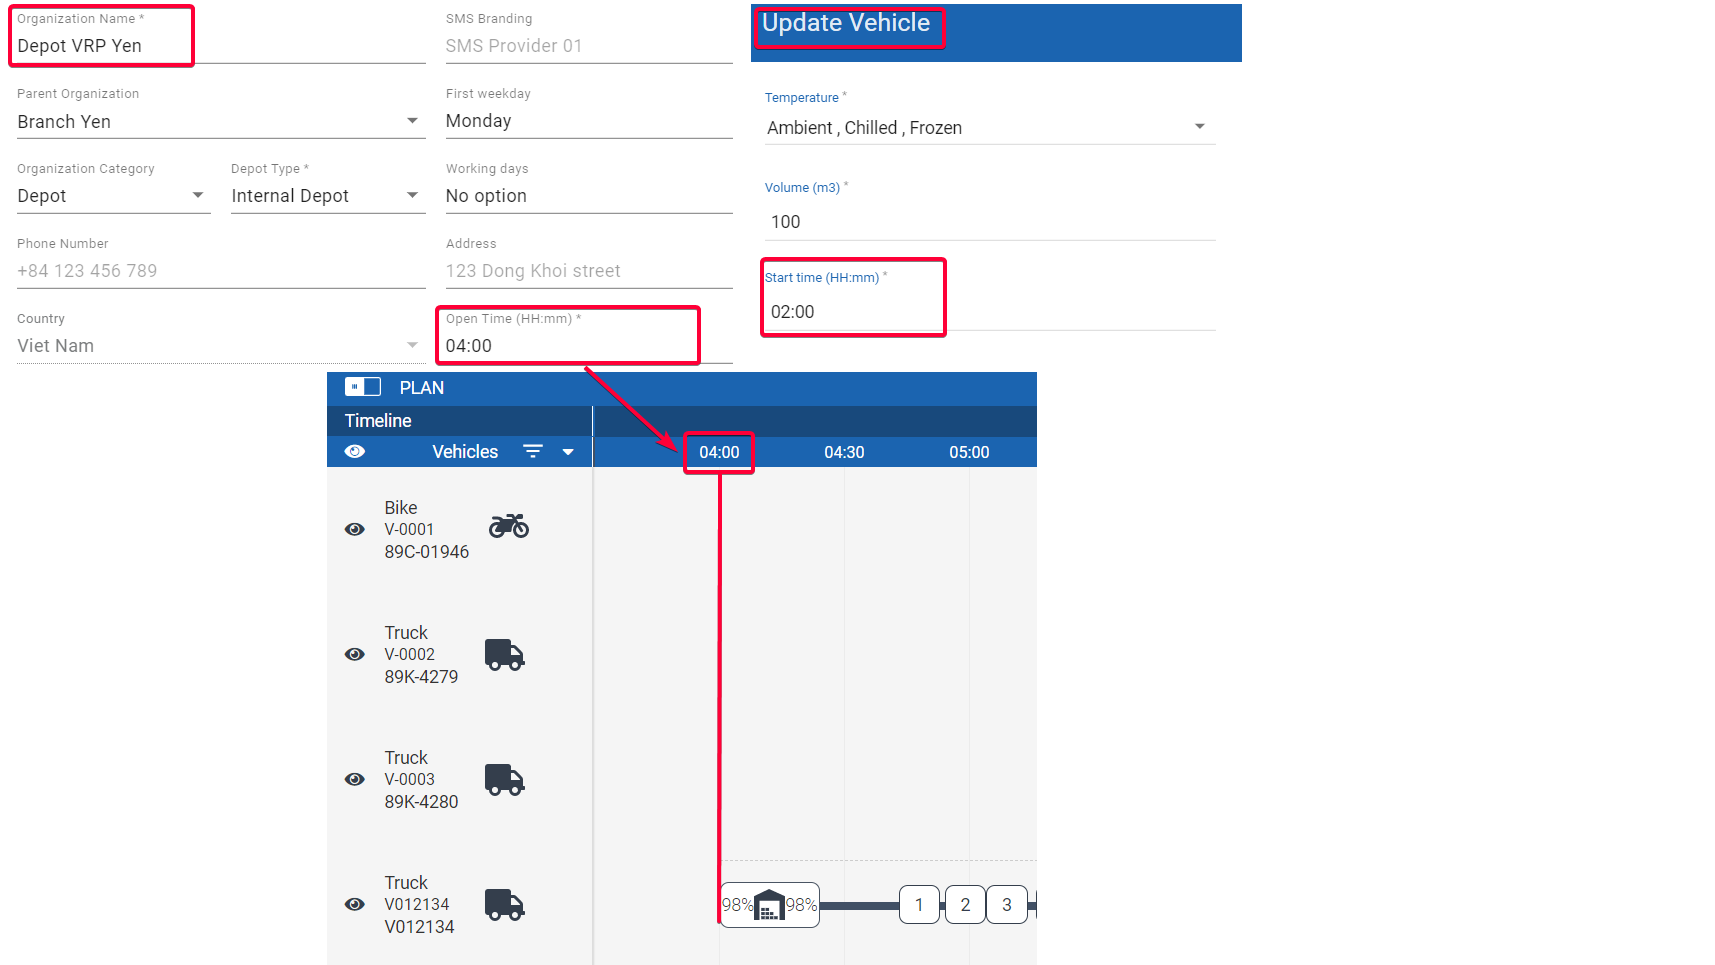 Organization Name *
Depot VRP Yen
Parent Organization
Branch Yen
Organization Category
Depot
Depot Type *
Internal Depot
Phone Number
+84 123 456 789
Country
Viet Nam
SMS Branding
SMS Provider 01
First weekday
Monday
Working days
No option
Address
123 Dong Khoi street
Open Time (HH:mm) *
04:00
Update Vehicle
Temperature *
Ambient , Chilled , Frozen
Volume (m3) *
100
Start time (HH:mm) *
02:00
PLAN
Timeline
Vehicles
04:00 04:30 05:00
Bike
V-0001
89C-01946
Truck
V-0002
89K-4279
Truck
V-0003
89K-4280
Truck
V012134
V012134
98% 98% 1 2 3